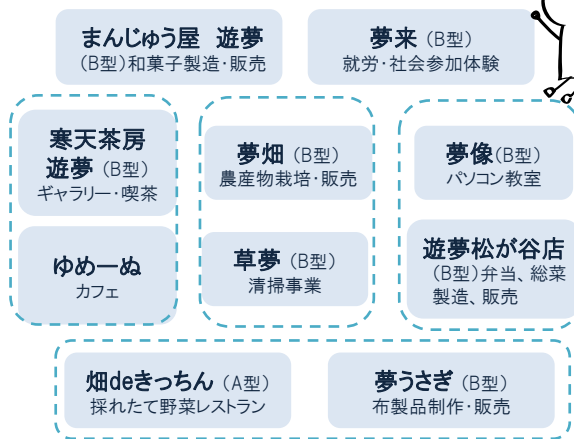 まんじゅう屋 遊夢
(B型)和菓子製造・販売
夢来 (B型)
就労・社会参加体験
寒天茶房
遊夢 (B型)
ギャラリー・喫茶
ゆめーぬ
カフェ
夢畑 (B型)
農産物栽培・販売
草夢 (B型)
清掃事業
夢像(B型)
パソコン教室
遊夢松が谷店
(B型)弁当、総菜
製造、販売
畑deきっちん (A型)
採れたて野菜レストラン
夢うさぎ (B型)
布製品制作・販売